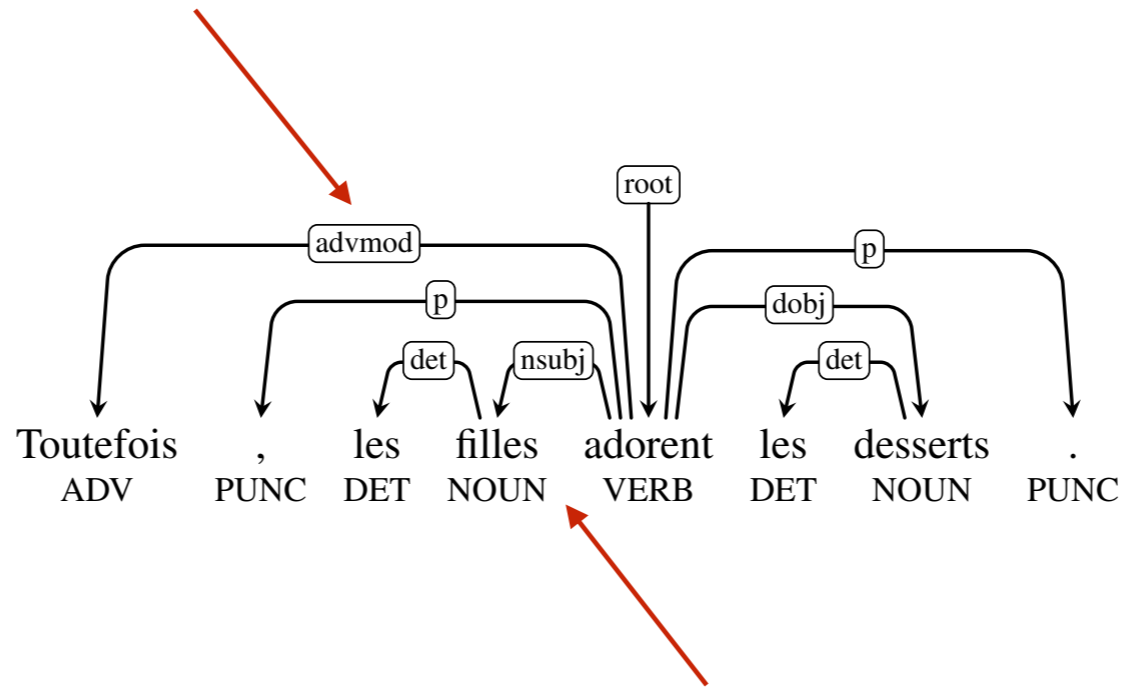 root
advmod p
p dobj
det nsubj det
Toutefois , les filles adorent les desserts .
ADV PUNC DET NOUN VERB DET NOUN PUNC